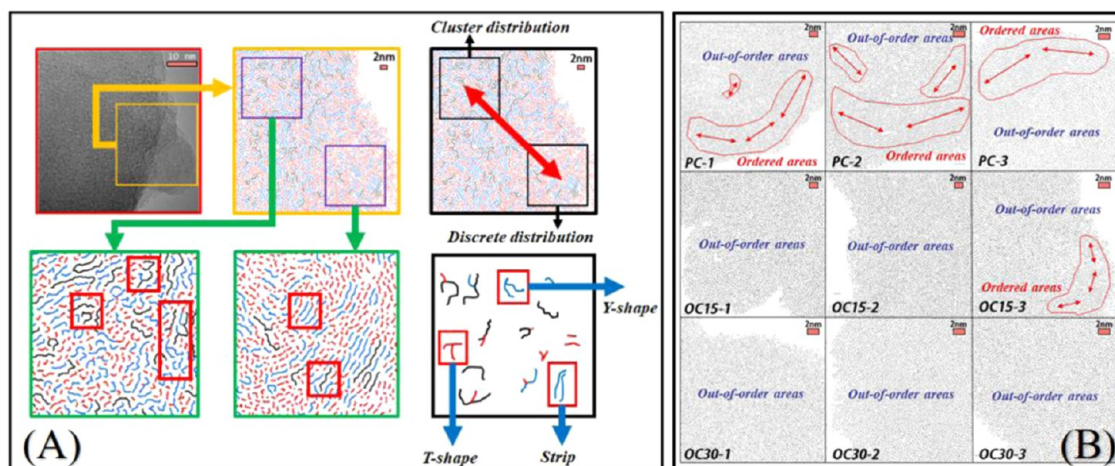 10 nm
2nm
Cluster distribution
2nm
Discrete distribution
Y-shape
T-shape
Strip
(A)
2nm
Out-of-order areas
Ordered areas
PC-1
2nm
Out-of-order areas
Ordered areas
PC-2
Ordered areas
2nm
Out-of-order areas
PC-3
2nm
Out-of-order areas
OC15-1
2nm
Out-of-order areas
OC15-2
2nm
Out-of-order areas
Ordered areas
OC15-3
2nm
Out-of-order areas
OC30-1
2nm
Out-of-order areas
OC30-2
2nm
Out-of-order areas
OC30-3
(B)